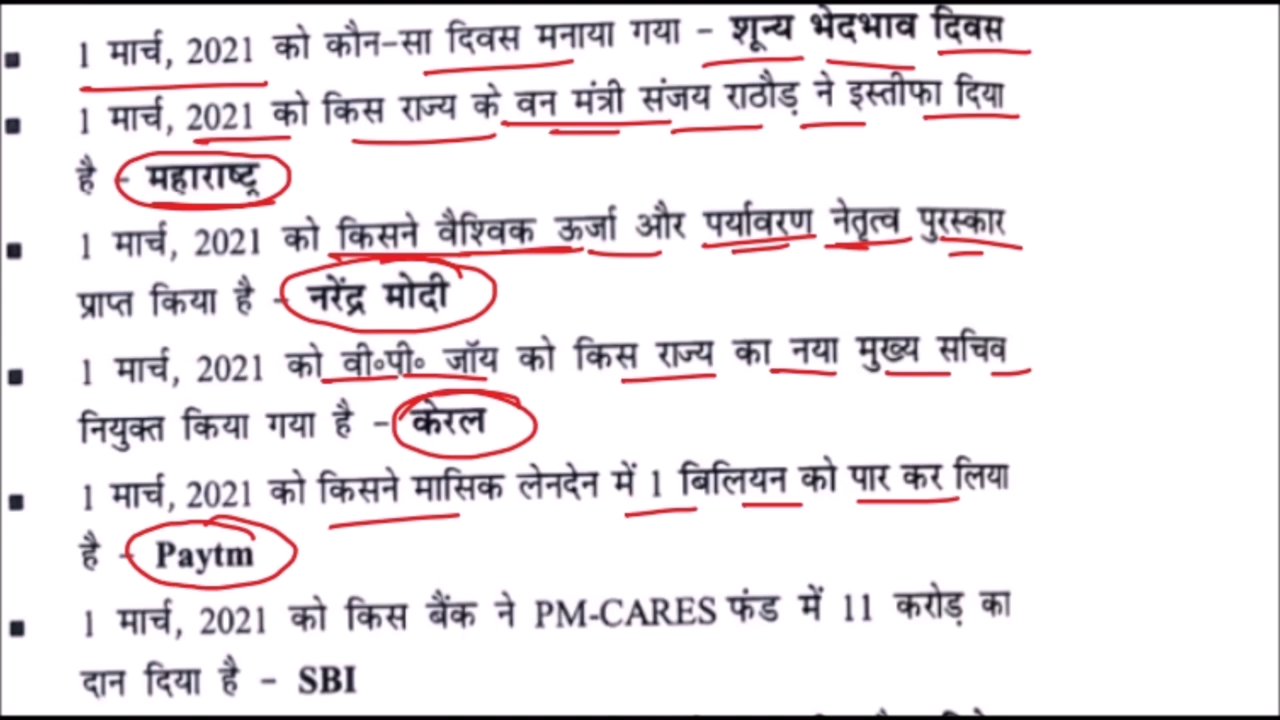 ▪ 1 मार्च, 2021 को कौन-सा दिवस मनाया गया - शून्य भेदभाव दिवस
▪ 1 मार्च, 2021 को किस राज्य के वन मंत्री संजय राठौड़ ने इस्तीफा दिया
है - महाराष्ट्र
▪ 1 मार्च, 2021 को किसने वैश्विक ऊर्जा और पर्यावरण नेतृत्व पुरस्कार
प्राप्त किया है - नरेंद्र मोदी
▪ 1 मार्च, 2021 को वी०पी० जॉय को किस राज्य का नया मुख्य सचिव
नियुक्त किया गया है - केरल
▪ 1 मार्च, 2021 को किसने मासिक लेनदेन में 1 बिलियन को पार कर लिया
है - Paytm
▪ 1 मार्च, 2021 को किस बैंक ने PM-CARES फंड में 11 करोड़ का
दान दिया है - SBI